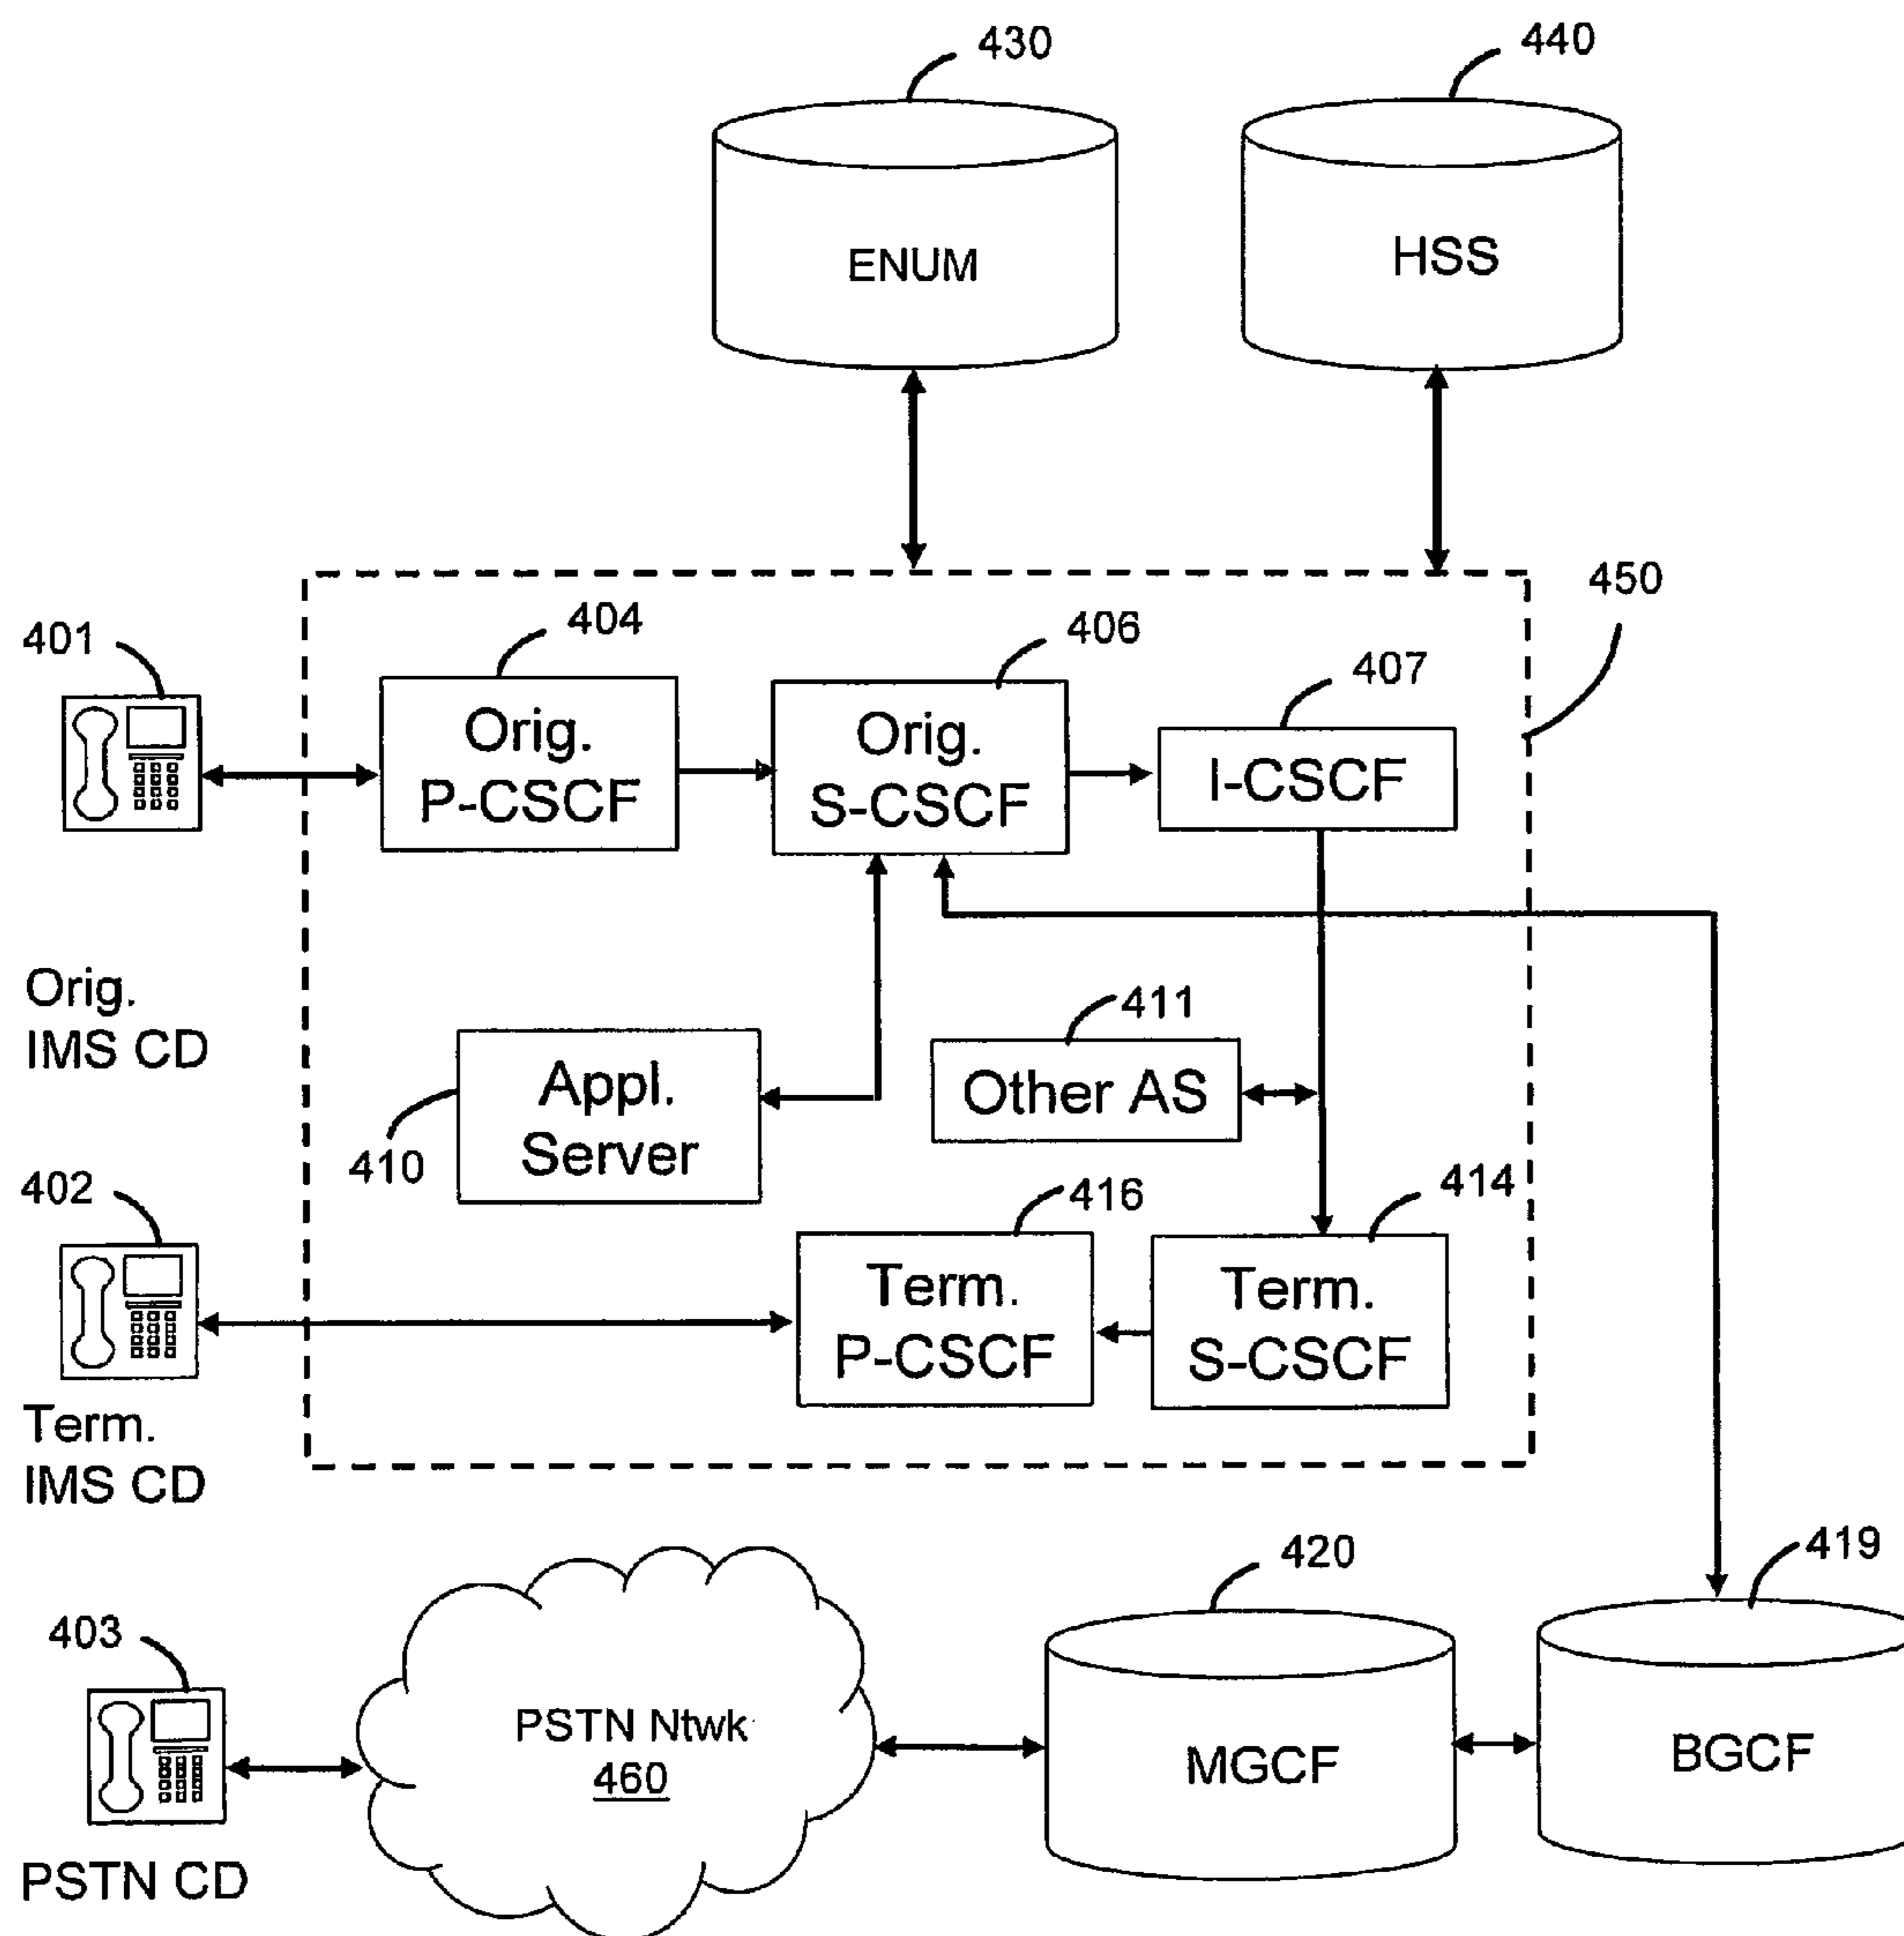 430
440
ENUM
HSS
450
401
404
406
407
Orig.
P-CSCF
Orig.
S-CSCF
I-CSCF
Orig.
IMS CD
411
Appl.
Server
Other AS
410
402
416
414
Term.
P-CSCF
Term.
S-CSCF
Term.
IMS CD
420
419
403
PSTN Ntwk
460
MGCF
BGCF
PSTN CD